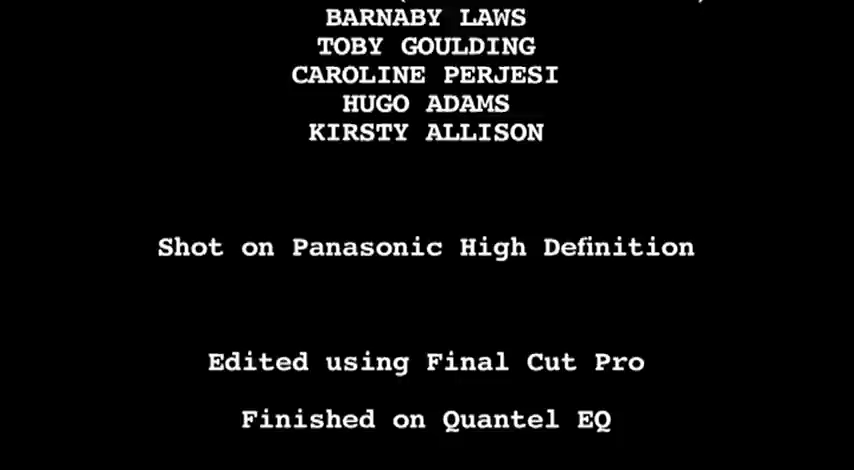 BARNABY LAWS
TOBY GOULDING
CAROLINE PERJESI
HUGO ADAMS
KIRSTY ALLISON
Shot on Panasonic High Definition
Edited using Final Cut Pro
Finished on Quantel EQ